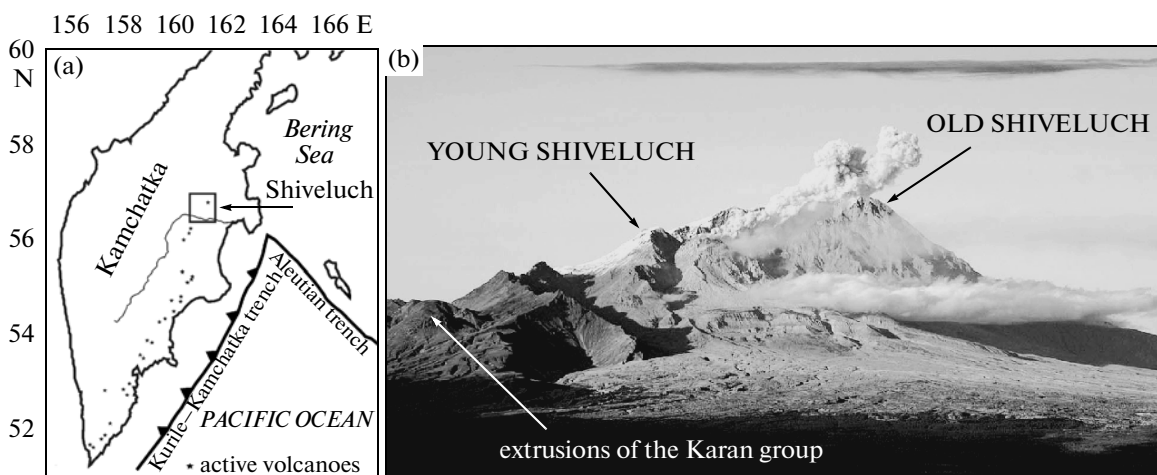 156 158 160 162 164 166 E
60
N
58
56
54
52
(a)
Bering
Sea
Shiveluch
Kamchatka
Aleutian trench
Kurile–Kamchatka trench
PACIFIC OCEAN
* active volcanoes
(b)
YOUNG SHIVELUCH
OLD SHIVELUCH
extrusions of the Karan group